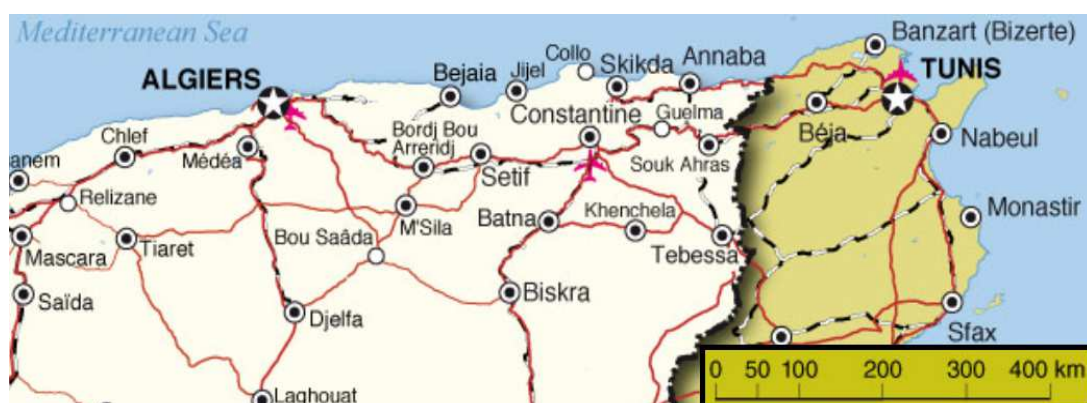 Mediterranean Sea
Banzart (Bizerte)
Collo
Annaba
Skikda
TUNIS
ALGIERS
Bejaia
Jijel
Constantine
Guelma
Chlef
Bordj Bou
Arreridj
Béja
Nabeul
anem
Médéa
Setif
Souk Ahras
Relizane
Khenchela
Monastir
M'Sila
Batna
Bou Saâda
Tiaret
Mascara
Tebessa
Saïda
Biskra
Djelfa
Sfax
0 50 100 200 300 400 km
Laghouat